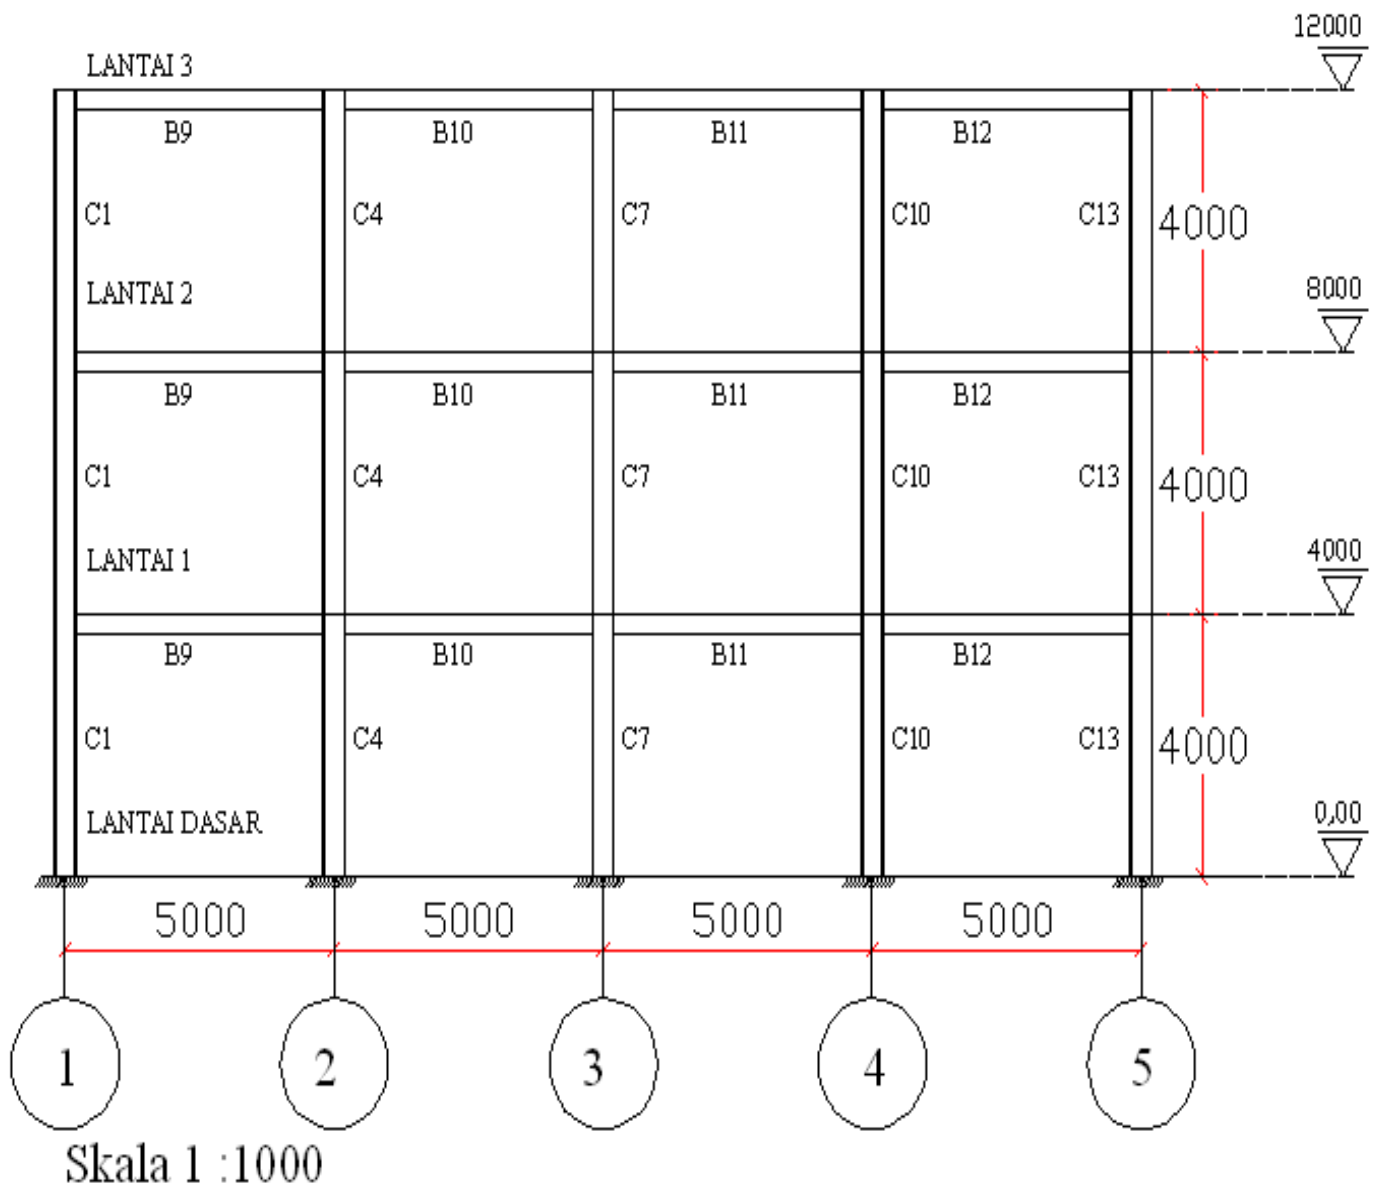 12000
LANTAI 3
B9 B10 B11 B12
C1 C4 C7 C10 C13 4000
LANTAI 2
8000
B9 B10 B11 B12
C1 C4 C7 C10 C13 4000
LANTAI 1
4000
B9 B10 B11 B12
C1 C4 C7 C10 C13 4000
LANTAI DASAR
0,00
5000 5000 5000 5000
1 2 3 4 5
Skala 1 :1000